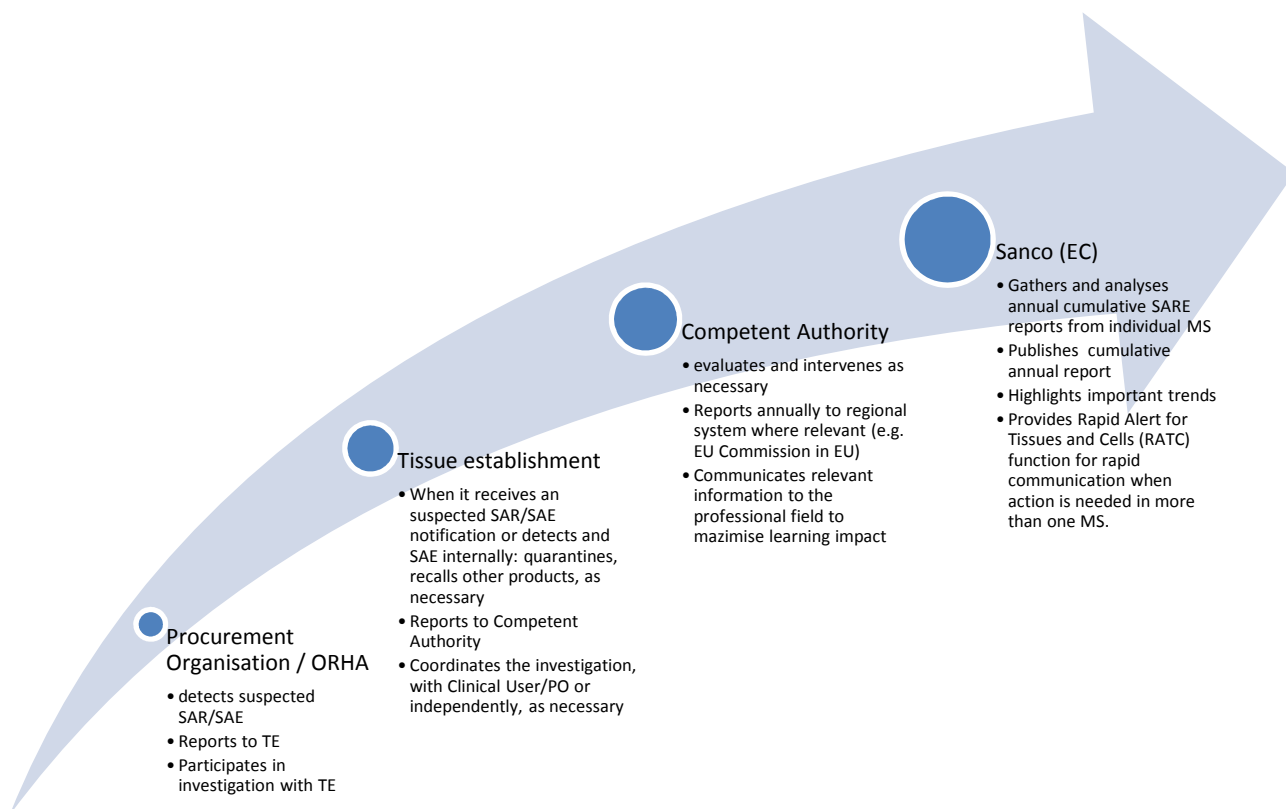 Procurement
Organisation / ORHA
• detects suspected
SAR/SAE
• Reports to TE
• Participates in
investigation with TE
Tissue establishment
• When it receives an
suspected SAR/SAE
notification or detects and
SAE internally: quarantines,
recalls other products, as
necessary
• Reports to Competent
Authority
• Coordinates the investigation,
with Clinical User/PO or
independently, as necessary
Competent Authority
• evaluates and intervenes as
necessary
• Reports annually to regional
system where relevant (e.g.
EU Commission in EU)
• Communicates relevant
information to the
professional field to
mazimise learning impact
Sanco (EC)
• Gathers and analyses
annual cumulative SARE
reports from individual MS
• Publishes cumulative
annual report
• Highlights important trends
• Provides Rapid Alert for
Tissues and Cells (RATC)
function for rapid
communication when
action is needed in more
than one MS.